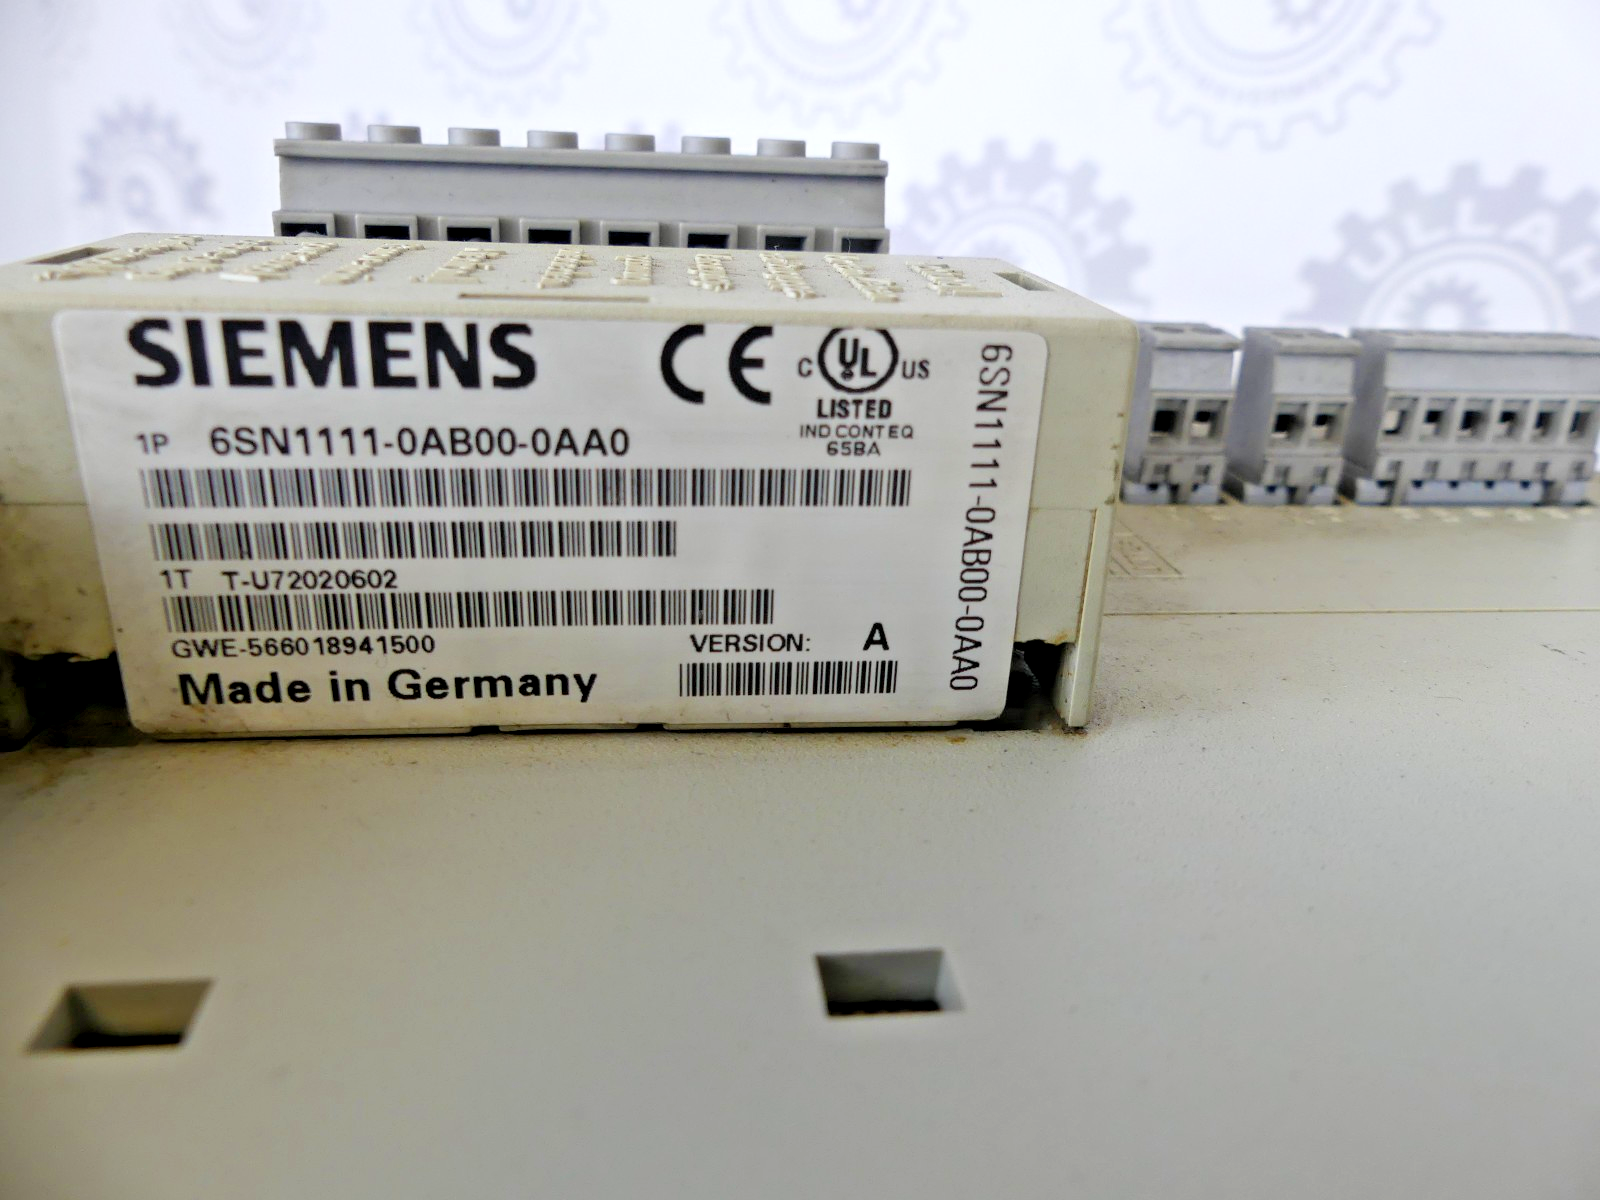 SIEMENS
CE
C UL US
LISTED
IND CONT EQ
65BA
1P 6SN1111-0AB00-0AA0
1T T-U72020602
GWE-566018941500
VERSION: A
Made in Germany
6SN1111-0AB00-0AA0
ULLAH